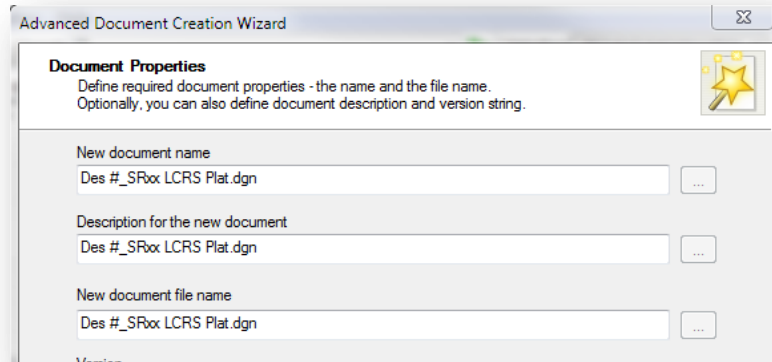 Advanced Document Creation Wizard
Document Properties
Define required document properties - the name and the file name.
Optionally, you can also define document description and version string.
New document name
Des #_SRxx LCRS Plat.dgn
...
Description for the new document
Des #_SRxx LCRS Plat.dgn
...
New document file name
Des #_SRxx LCRS Plat.dgn
...
Version